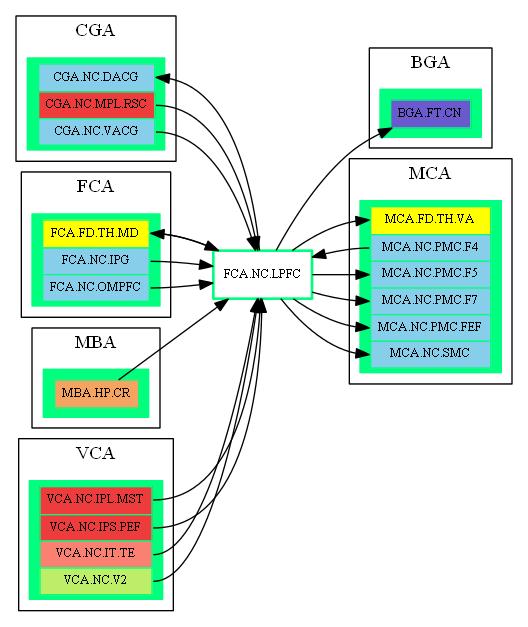 CGA
CGA.NC.DACG
CGA.NC.MPL.RSC
CGA.NC.VACG
FCA
FCA.FD.TH.MD
FCA.NC.IPG
FCA.NC.OMPFC
MBA
MBA.HP.CR
VCA
VCA.NC.IPL.MST
VCA.NC.IPS.PEF
VCA.NC.IT.TE
VCA.NC.V2
FCA.NC.LPFC
BGA
BGA.FT.CN
MCA
MCA.FD.TH.VA
MCA.NC.PMC.F4
MCA.NC.PMC.F5
MCA.NC.PMC.F7
MCA.NC.PMC.FEF
MCA.NC.SMC